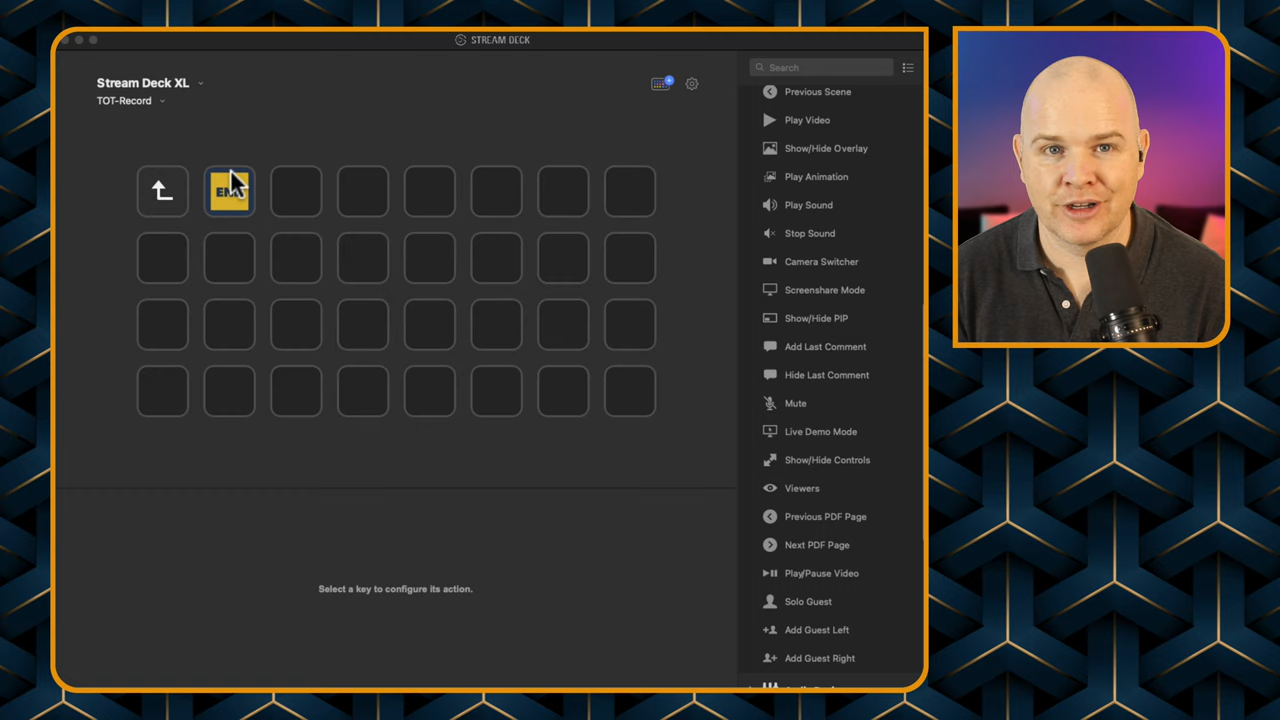 STREAM DECK
Stream Deck XL
TOT-Record
Search
Previous Scene
Play Video
Show/Hide Overlay
Play Animation
Play Sound
Stop Sound
Camera Switcher
Screenshare Mode
Show/Hide PIP
Add Last Comment
Hide Last Comment
Mute
Live Demo Mode
Show/Hide Controls
Viewers
Previous PDF Page
Next PDF Page
Play/Pause Video
Solo Guest
Add Guest Left
Add Guest Right
Select a key to configure its action.